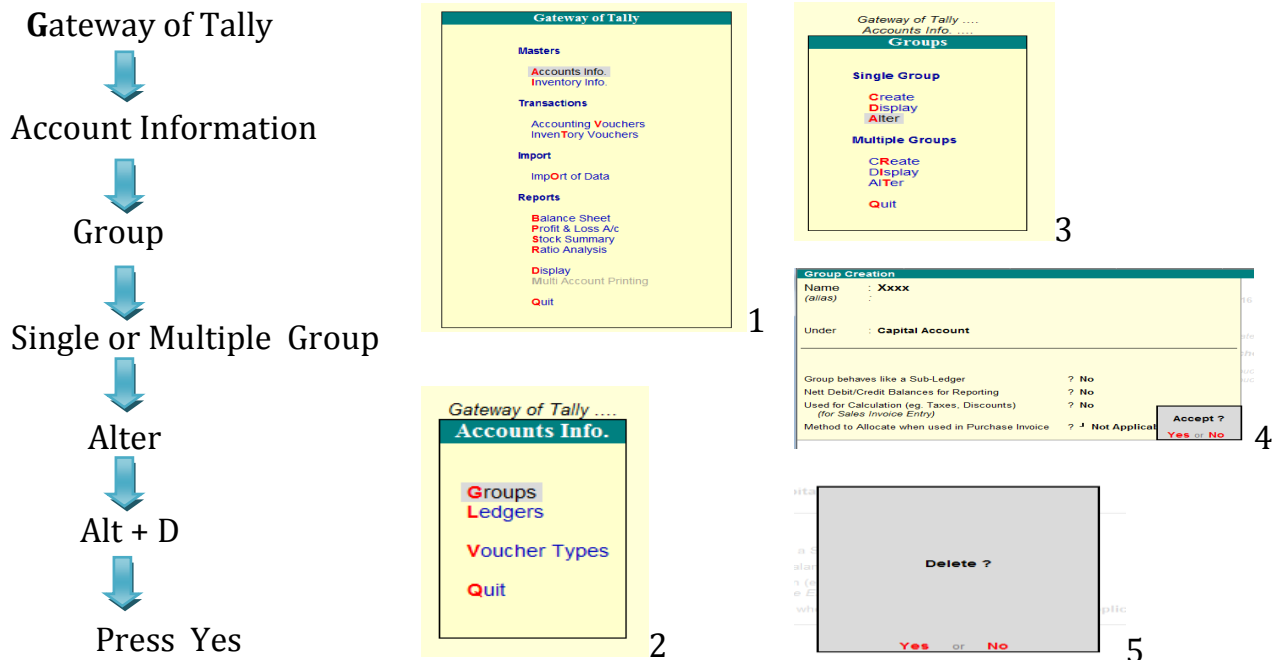 Gateway of Tally
Account Information
Group
Single or Multiple Group
Alter
Alt + D
Press Yes
Gateway of Tally
Masters
Accounts Info.
Inventory Info.
Transactions
Accounting Vouchers
InvenTory Vouchers
Import
ImpOrt of Data
Reports
Balance Sheet
Profit & Loss A/c
Stock Summary
Ratio Analysis
Display
Multi Account Printing
Quit
1
Gateway of Tally ....
Accounts Info.
Groups
Ledgers
Voucher Types
Quit
2
Gateway of Tally ....
Accounts Info. ....
Groups
Single Group
Create
Display
Alter
Multiple Groups
CReate
DIsplay
AlTer
Quit
3
Group Creation
Name : Xxxx
(alias) :
Under : Capital Account
Group behaves like a Sub-Ledger ? No
Nett Debit/Credit Balances for Reporting ? No
Used for Calculation (eg. Taxes, Discounts) ? No
(for Sales Invoice Entry)
Method to Allocate when used in Purchase Invoice ? Not Applicat
Accept ?
Yes or No
4
Delete ?
Yes or No
5